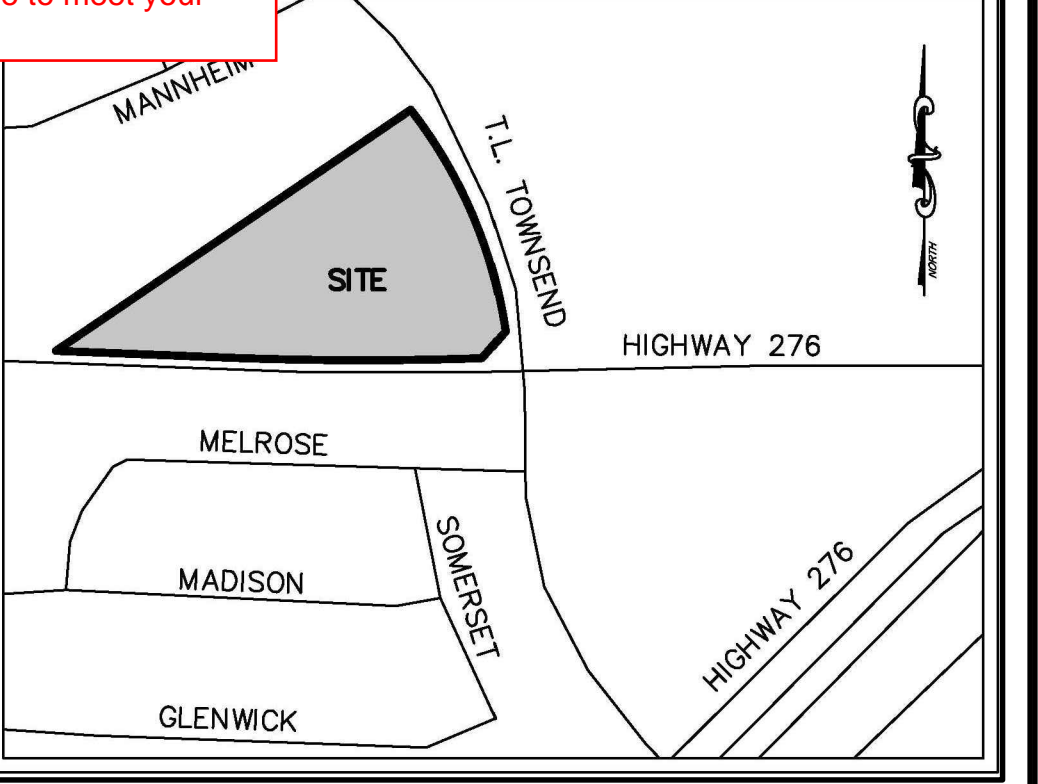 to meet your
MANNHEIM
T.L. TOWNSEND
SITE
NORTH
HIGHWAY 276
MELROSE
SOMERSET
MADISON
HIGHWAY 276
GLENWICK